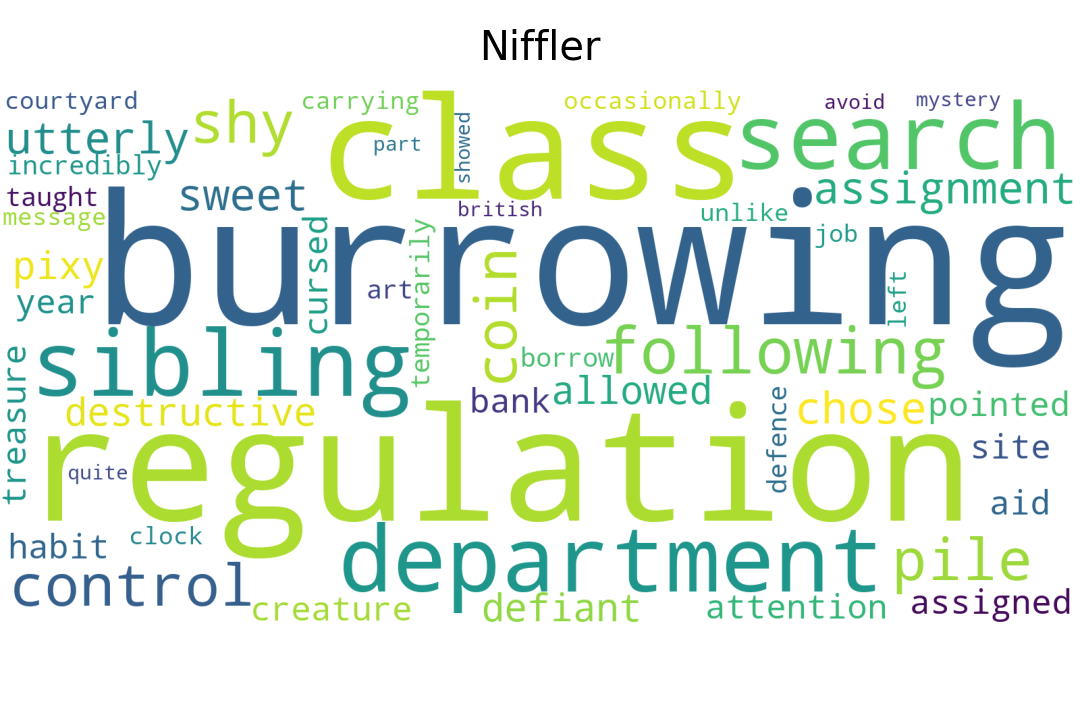 Niffler
courtyard
carrying
occasionally
avoid
mystery
utterly
shy
class
search
part
showed
incredibly
taught
sweet
british
unlike
assignment
message
burrowing
job
pixy
year
cursed
art
temporarily
coin
left
sibling
borrow
following
treasure
destructive
bank
allowed
defence
chose
pointed
quite
regulation
site
aid
habit
clock
department
pile
control
creature
defiant
attention
assigned